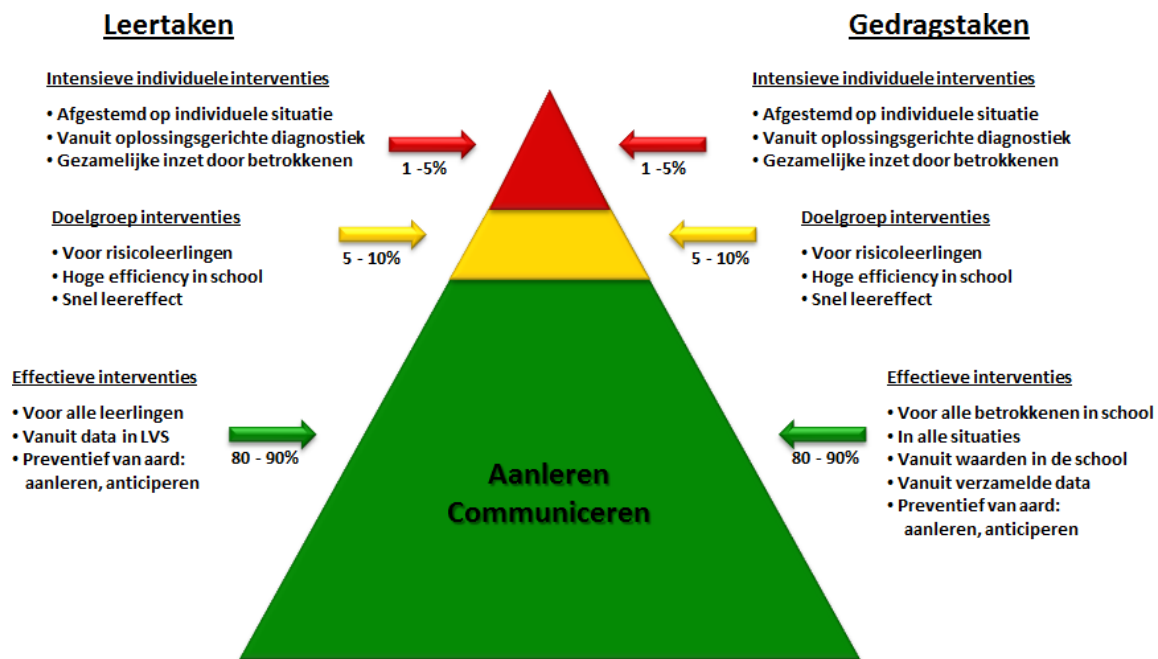 Leertaken
Intensieve individuele interventies
• Afgestemd op individuele situatie
• Vanuit oplossingsgerichte diagnostiek
• Gezamelijke inzet door betrokkenen
1 -5%
Doelgroep interventies
• Voor risicoleerlingen
• Hoge efficiency in school
• Snel leereffect
5 - 10%
Effectieve interventies
• Voor alle leerlingen
• Vanuit data in LVS
• Preventief van aard:
aanleren, anticiperen
80 - 90%
Aanleren
Communiceren
Gedragstaken
Intensieve individuele interventies
• Afgestemd op individuele situatie
• Vanuit oplossingsgerichte diagnostiek
• Gezamelijke inzet door betrokkenen
1 -5%
Doelgroep interventies
• Voor risicoleerlingen
• Hoge efficiency in school
• Snel leereffect
5 - 10%
Effectieve interventies
• Voor alle betrokkenen in school
• In alle situaties
• Vanuit waarden in de school
• Vanuit verzamelde data
• Preventief van aard:
aanleren, anticiperen
80 - 90%